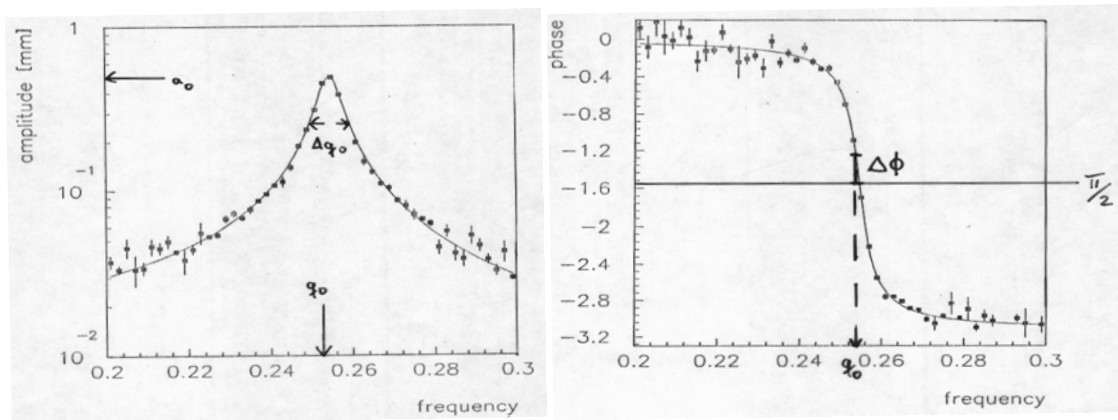 1
10⁻¹
10⁻²
amplitude [mm]
a₀
Δq₀
q₀
0.2
0.22
0.24
0.26
0.28
0.3
frequency
phase
0
−0.4
−0.8
−1.2
−1.6
−2
−2.4
−2.8
−3.2
Δϕ
π/2
q₀
0.2
0.22
0.24
0.26
0.28
0.3
frequency